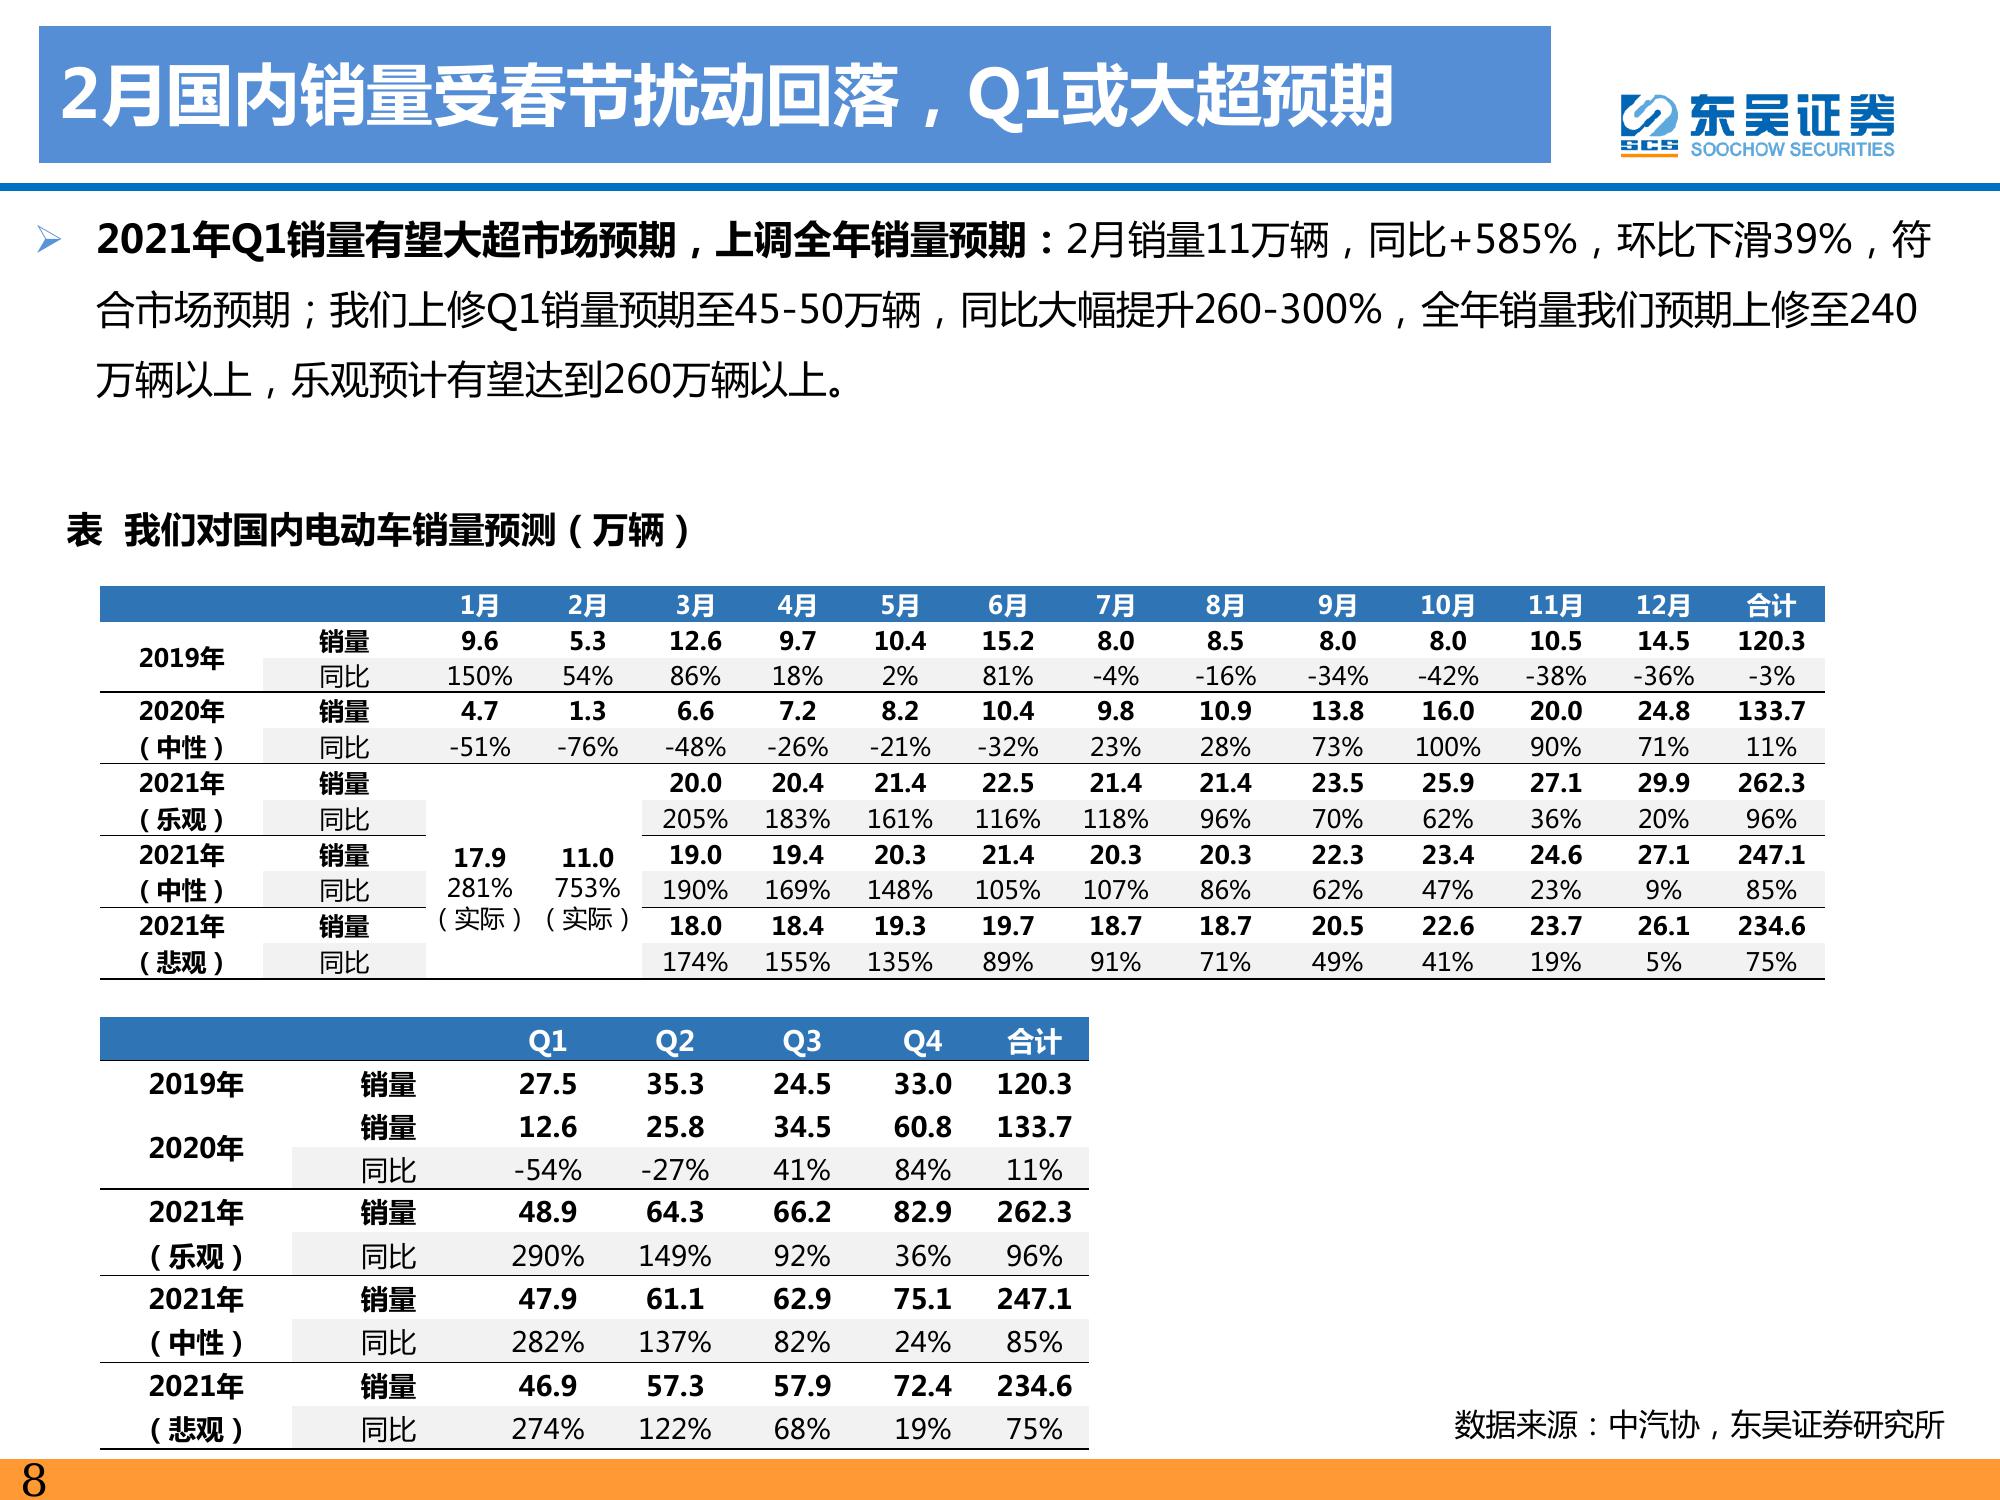 2月国内销量受春节扰动回落，Q1或大超预期
东吴证券
SCS
SOOCHOW SECURITIES
➢ 2021年Q1销量有望大超市场预期，上调全年销量预期：2月销量11万辆，同比+585%，环比下滑39%，符
合市场预期；我们上修Q1销量预期至45-50万辆，同比大幅提升260-300%，全年销量我们预期上修至240
万辆以上，乐观预计有望达到260万辆以上。
表 我们对国内电动车销量预测（万辆）
1月 2月 3月 4月 5月 6月 7月 8月 9月 10月 11月 12月 合计
2019年 销量 9.6 5.3 12.6 9.7 10.4 15.2 8.0 8.5 8.0 8.0 10.5 14.5 120.3
同比 150% 54% 86% 18% 2% 81% -4% -16% -34% -42% -38% -36% -3%
2020年 销量 4.7 1.3 6.6 7.2 8.2 10.4 9.8 10.9 13.8 16.0 20.0 24.8 133.7
（中性） 同比 -51% -76% -48% -26% -21% -32% 23% 28% 73% 100% 90% 71% 11%
2021年 销量 20.0 20.4 21.4 22.5 21.4 21.4 23.5 25.9 27.1 29.9 262.3
（乐观） 同比 205% 183% 161% 116% 118% 96% 70% 62% 36% 20% 96%
2021年 销量 17.9 11.0 19.0 19.4 20.3 21.4 20.3 20.3 22.3 23.4 24.6 27.1 247.1
（中性） 同比 281% 753% 190% 169% 148% 105% 107% 86% 62% 47% 23% 9% 85%
2021年 销量 （实际） （实际） 18.0 18.4 19.3 19.7 18.7 18.7 20.5 22.6 23.7 26.1 234.6
（悲观） 同比 174% 155% 135% 89% 91% 71% 49% 41% 19% 5% 75%
Q1 Q2 Q3 Q4 合计
2019年 销量 27.5 35.3 24.5 33.0 120.3
2020年 销量 12.6 25.8 34.5 60.8 133.7
同比 -54% -27% 41% 84% 11%
2021年 销量 48.9 64.3 66.2 82.9 262.3
（乐观） 同比 290% 149% 92% 36% 96%
2021年 销量 47.9 61.1 62.9 75.1 247.1
（中性） 同比 282% 137% 82% 24% 85%
2021年 销量 46.9 57.3 57.9 72.4 234.6
（悲观） 同比 274% 122% 68% 19% 75%
数据来源：中汽协，东吴证券研究所
8